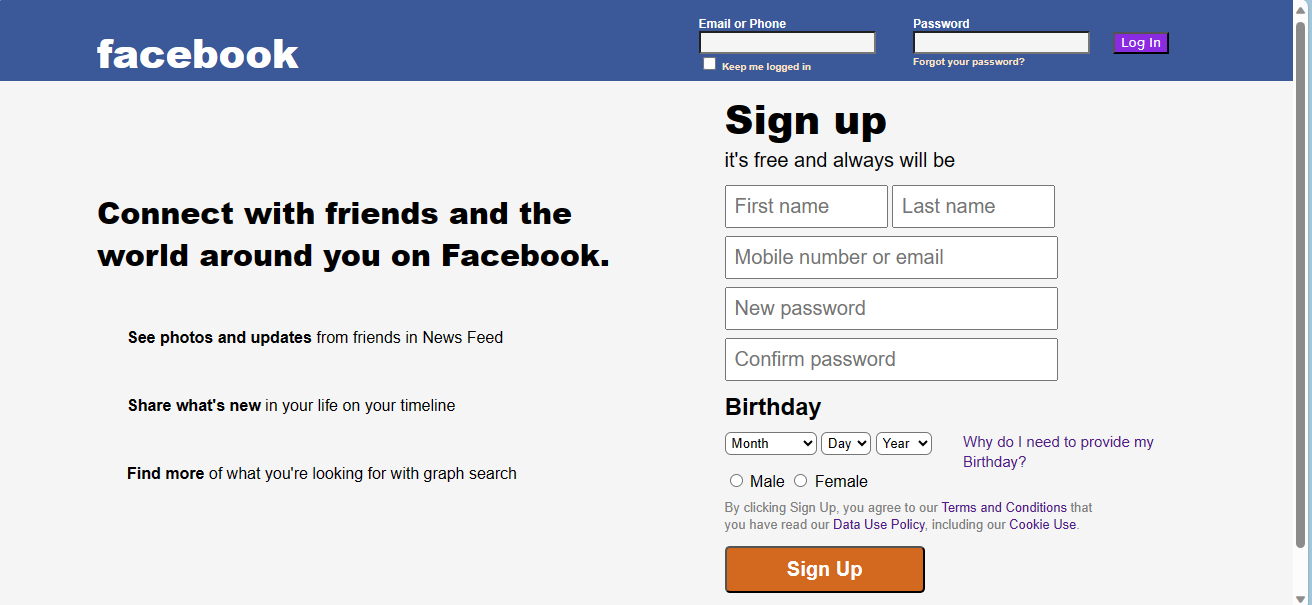 facebook
Email or Phone
Password
Log In
Keep me logged in
Forgot your password?
Connect with friends and the
world around you on Facebook.
See photos and updates from friends in News Feed
Share what's new in your life on your timeline
Find more of what you're looking for with graph search
Sign up
it's free and always will be
First name
Last name
Mobile number or email
New password
Confirm password
Birthday
Month
Day
Year
Why do I need to provide my
Birthday?
Male
Female
By clicking Sign Up, you agree to our Terms and Conditions that
you have read our Data Use Policy, including our Cookie Use.
Sign Up